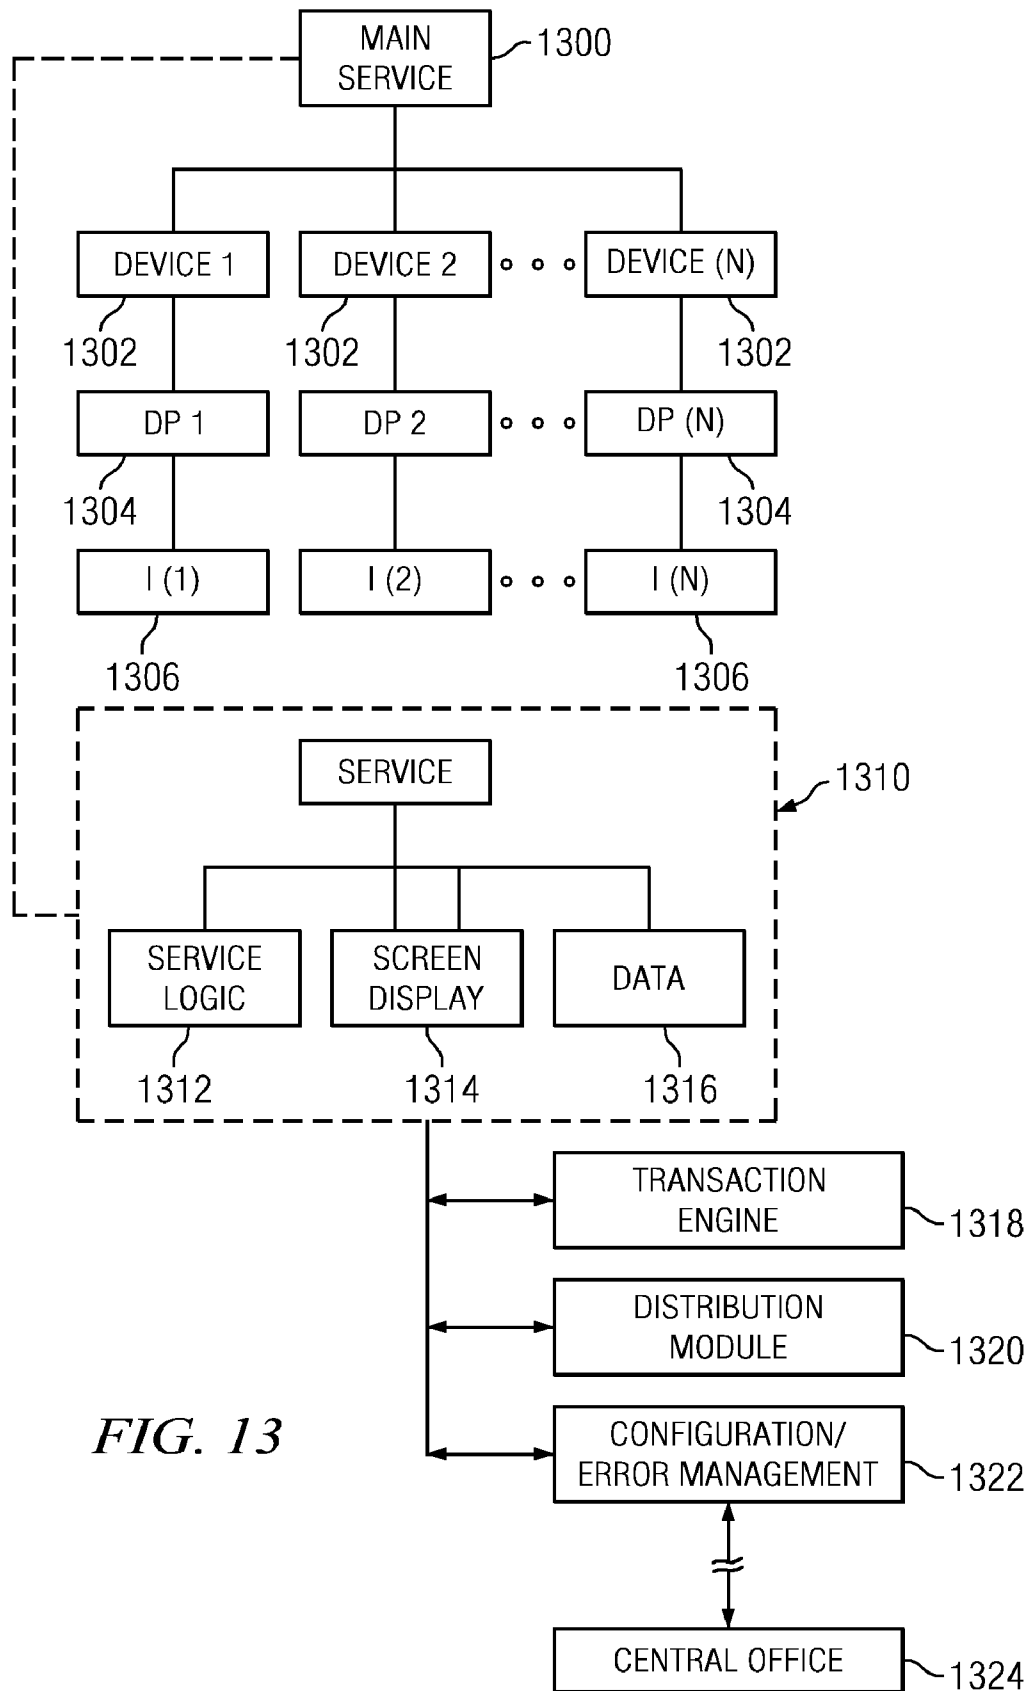 MAIN
SERVICE
1300
DEVICE 1
DEVICE 2
DEVICE (N)
1302
1302
1302
DP 1
DP 2
DP (N)
1304
1304
I (1)
I (2)
I (N)
1306
1306
SERVICE
1310
SERVICE
LOGIC
SCREEN
DISPLAY
DATA
1312
1314
1316
TRANSACTION
ENGINE
1318
DISTRIBUTION
MODULE
1320
FIG. 13
CONFIGURATION/
ERROR MANAGEMENT
1322
CENTRAL OFFICE
1324